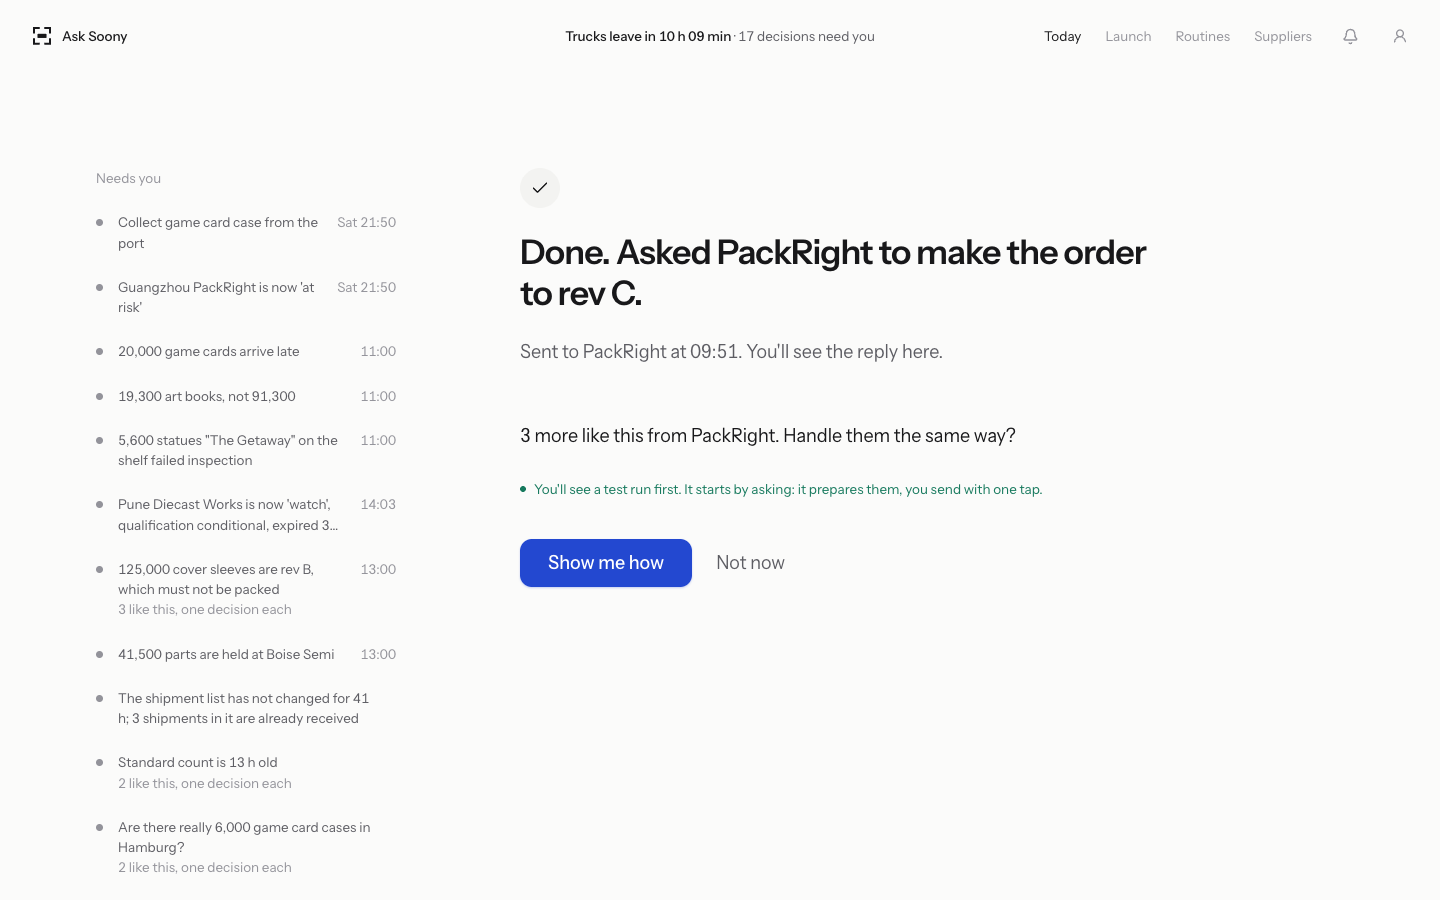 Ask Soony
Trucks leave in 10 h 09 min · 17 decisions need you
Today
Launch
Routines
Suppliers
Needs you
Collect game card case from the
port
Sat 21:50
Guangzhou PackRight is now 'at
risk'
Sat 21:50
20,000 game cards arrive late
11:00
19,300 art books, not 91,300
11:00
5,600 statues "The Getaway" on the
shelf failed inspection
11:00
Pune Diecast Works is now 'watch',
qualification conditional, expired 3...
14:03
125,000 cover sleeves are rev B,
which must not be packed
3 like this, one decision each
13:00
41,500 parts are held at Boise Semi
13:00
The shipment list has not changed for 41
h; 3 shipments in it are already received
Standard count is 13 h old
2 like this, one decision each
Are there really 6,000 game card cases in
Hamburg?
2 like this, one decision each
Done. Asked PackRight to make the order
to rev C.
Sent to PackRight at 09:51. You'll see the reply here.
3 more like this from PackRight. Handle them the same way?
You'll see a test run first. It starts by asking: it prepares them, you send with one tap.
Show me how
Not now